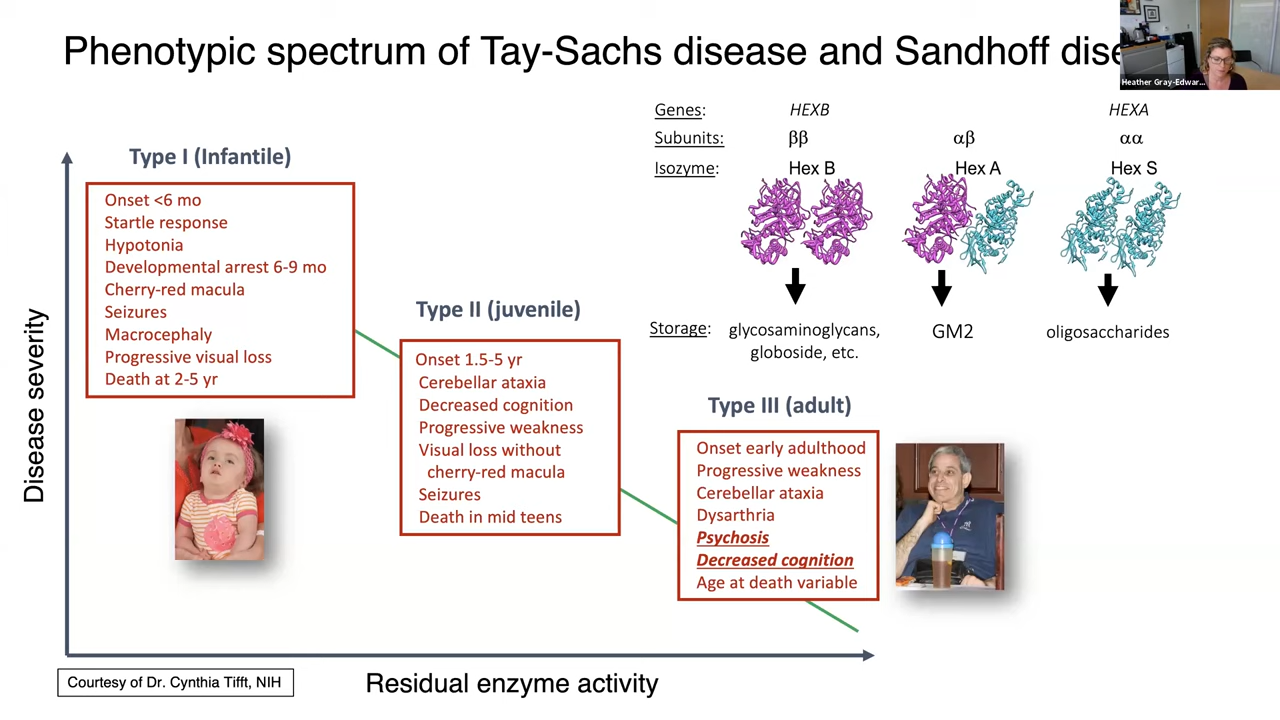 Phenotypic spectrum of Tay-Sachs disease and Sandhoff dise
Heather Gray-Edwar...
Genes: HEXB HEXA
Subunits: ββ αβ αα
Isozyme: Hex B Hex A Hex S
Storage: glycosaminoglycans, GM2 oligosaccharides
globoside, etc.
Type I (Infantile)
Onset <6 mo
Startle response
Hypotonia
Developmental arrest 6-9 mo
Cherry-red macula
Seizures
Macrocephaly
Progressive visual loss
Death at 2-5 yr
Type II (juvenile)
Onset 1.5-5 yr
Cerebellar ataxia
Decreased cognition
Progressive weakness
Visual loss without
cherry-red macula
Seizures
Death in mid teens
Type III (adult)
Onset early adulthood
Progressive weakness
Cerebellar ataxia
Dysarthria
Psychosis
Decreased cognition
Age at death variable
Disease severity
Residual enzyme activity
Courtesy of Dr. Cynthia Tifft, NIH